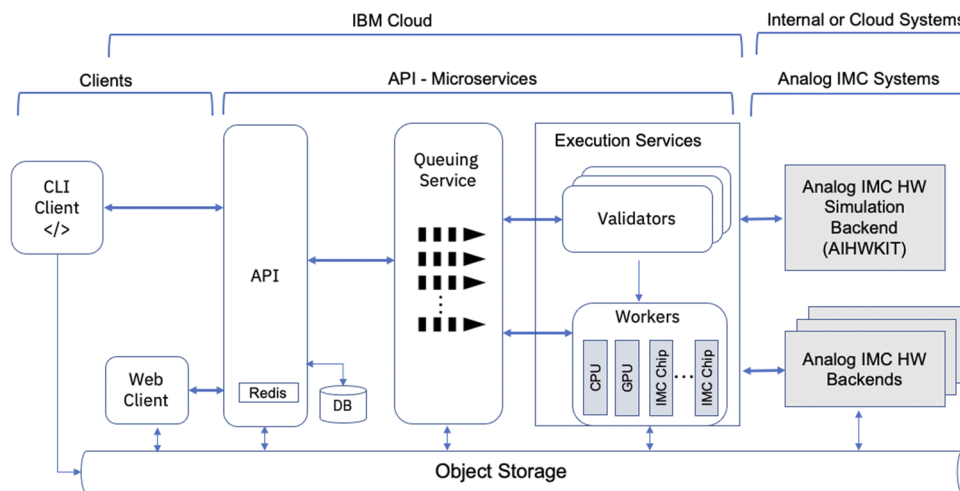 IBM Cloud
Internal or Cloud Systems
Clients
API - Microservices
Analog IMC Systems
CLI
Client
</>
Web
Client
API
Redis
DB
Queuing
Service
Execution Services
Validators
Workers
CPU
GPU
IMC Chip
IMC Chip
Analog IMC HW
Simulation
Backend
(AIHWKIT)
Analog IMC HW
Backends
Object Storage